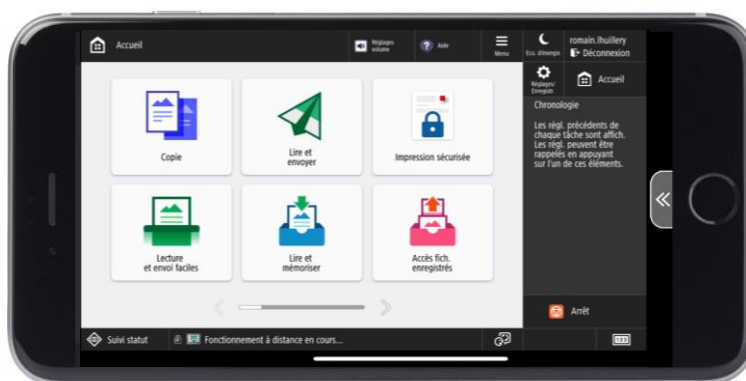 Accueil
Réglages
volume
Aide
Menu
Eco. d'énergie
romain.lhuillery
Déconnexion
Réglages/
Enregistr.
Accueil
Copie
Lire et
envoyer
Impression sécurisée
Lecture
et envoi faciles
Lire et
mémoriser
Accès fich.
enregistrés
Chronologie
Les régl. précédents de
chaque tâche sont affich.
Les régl. peuvent être
rappelés en appuyant
sur l'un de ces éléments.
Arrêt
Suivi statut
Fonctionnement à distance en cours...
123